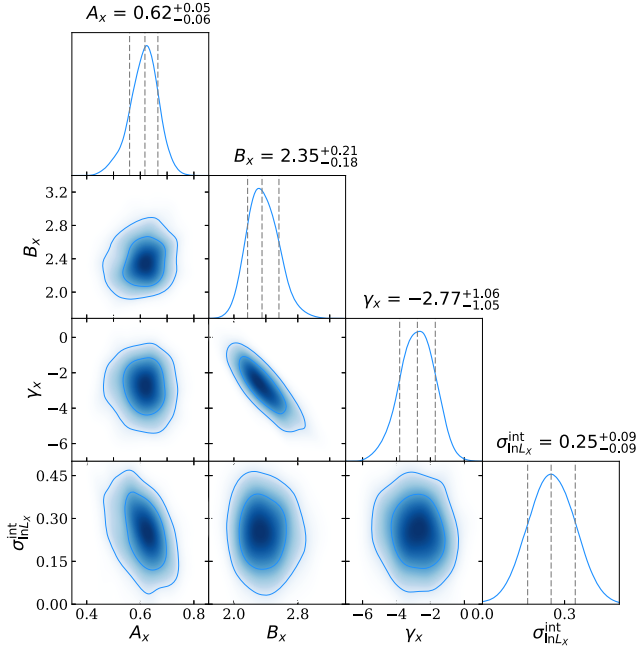 A_x = 0.62^{+0.05}_{-0.06}
B_x = 2.35^{+0.21}_{-0.18}
3.2
2.8
2.4
2.0
B_x
γ_x = −2.77^{+1.06}_{-1.05}
0
−2
−4
−6
γ_x
σ^{int}_{lnL_x} = 0.25^{+0.09}_{-0.09}
0.45
0.30
0.15
0.00
σ^{int}_{lnL_x}
0.4 0.6 0.8 2.0 2.8 −6 −4 −2 0 0.0 0.3
A_x B_x γ_x σ^{int}_{lnL_x}